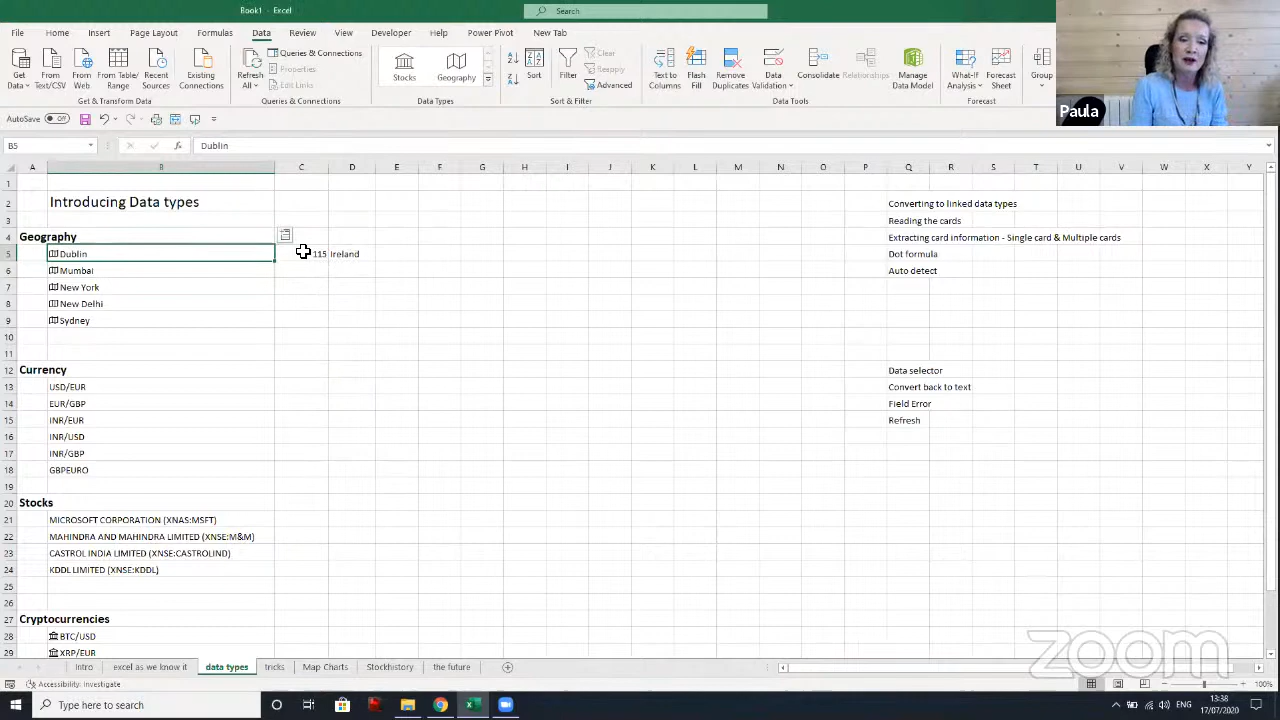 Book1 - Excel
Search
File Home Insert Page Layout Formulas Data Review View Developer Help Power Pivot New Tab
Get Data
From Text/CSV
From Web
From Table/ Range
Recent Sources
Existing Connections
Get & Transform Data
Refresh All
Queries & Connections
Properties
Edit Links
Queries & Connections
Stocks
Geography
Data Types
Sort
Filter
Clear
Reapply
Advanced
Sort & Filter
Text to Columns
Flash Fill
Remove Duplicates
Data Validation
Consolidate
Relationships
Manage Data Model
Data Tools
What-If Analysis
Forecast Sheet
Forecast
Group
Paula
AutoSave Off
B5
Dublin
A B C D E F G H I J K L M N O P Q R S T U V W X Y
1
2 Introducing Data types Converting to linked data types
3 Reading the cards
4 Geography Extracting card information - Single card & Multiple cards
5 Dublin 115 Ireland Dot formula
6 Mumbai Auto detect
7 New York
8 New Delhi
9 Sydney
10
11
12 Currency Data selector
13 USD/EUR Convert back to text
14 EUR/GBP Field Error
15 INR/EUR Refresh
16 INR/USD
17 INR/GBP
18 GBPEURO
19
20 Stocks
21 MICROSOFT CORPORATION (XNAS:MSFT)
22 MAHINDRA AND MAHINDRA LIMITED (XNSE:M&M)
23 CASTROL INDIA LIMITED (XNSE:CASTROLIND)
24 KDDL LIMITED (XNSE:KDDL)
25
26
27 Cryptocurrencies
28 BTC/USD
29 XRP/EUR
zoom
Intro excel as we know it data types tricks Map Charts Stockhistory the future
Accessibility: Investigate
100%
Type here to search
ENG
13:38
17/07/2020